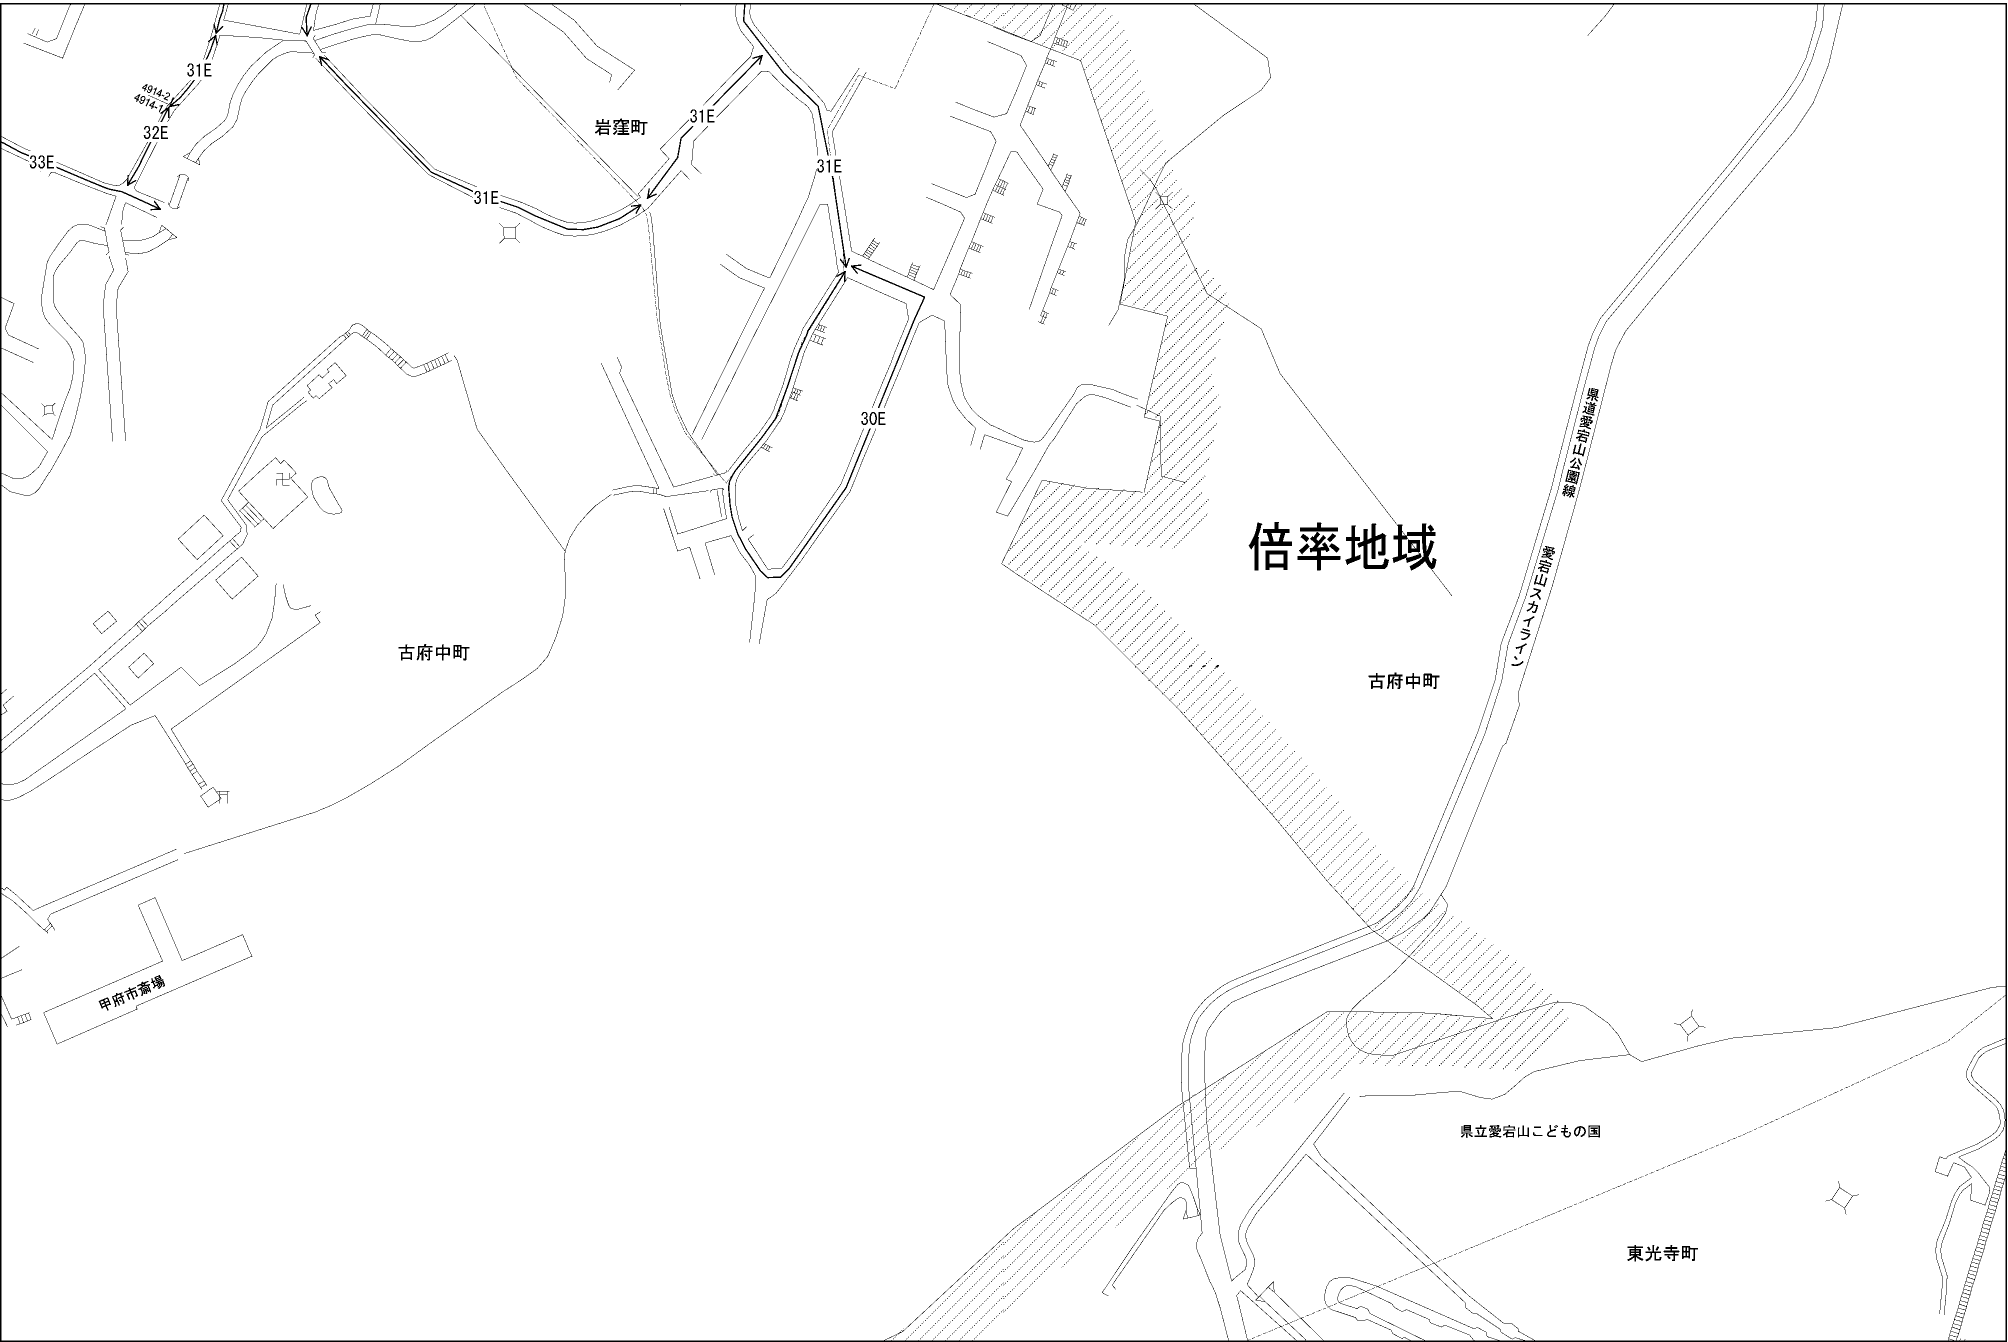 31E
4914-2
4914-1
32E
33E
31E
岩窪町
31E
31E
30E
倍率地域
県道愛宕山公園線
愛宕山スカイライン
古府中町
古府中町
甲府市斎場
県立愛宕山こどもの国
東光寺町